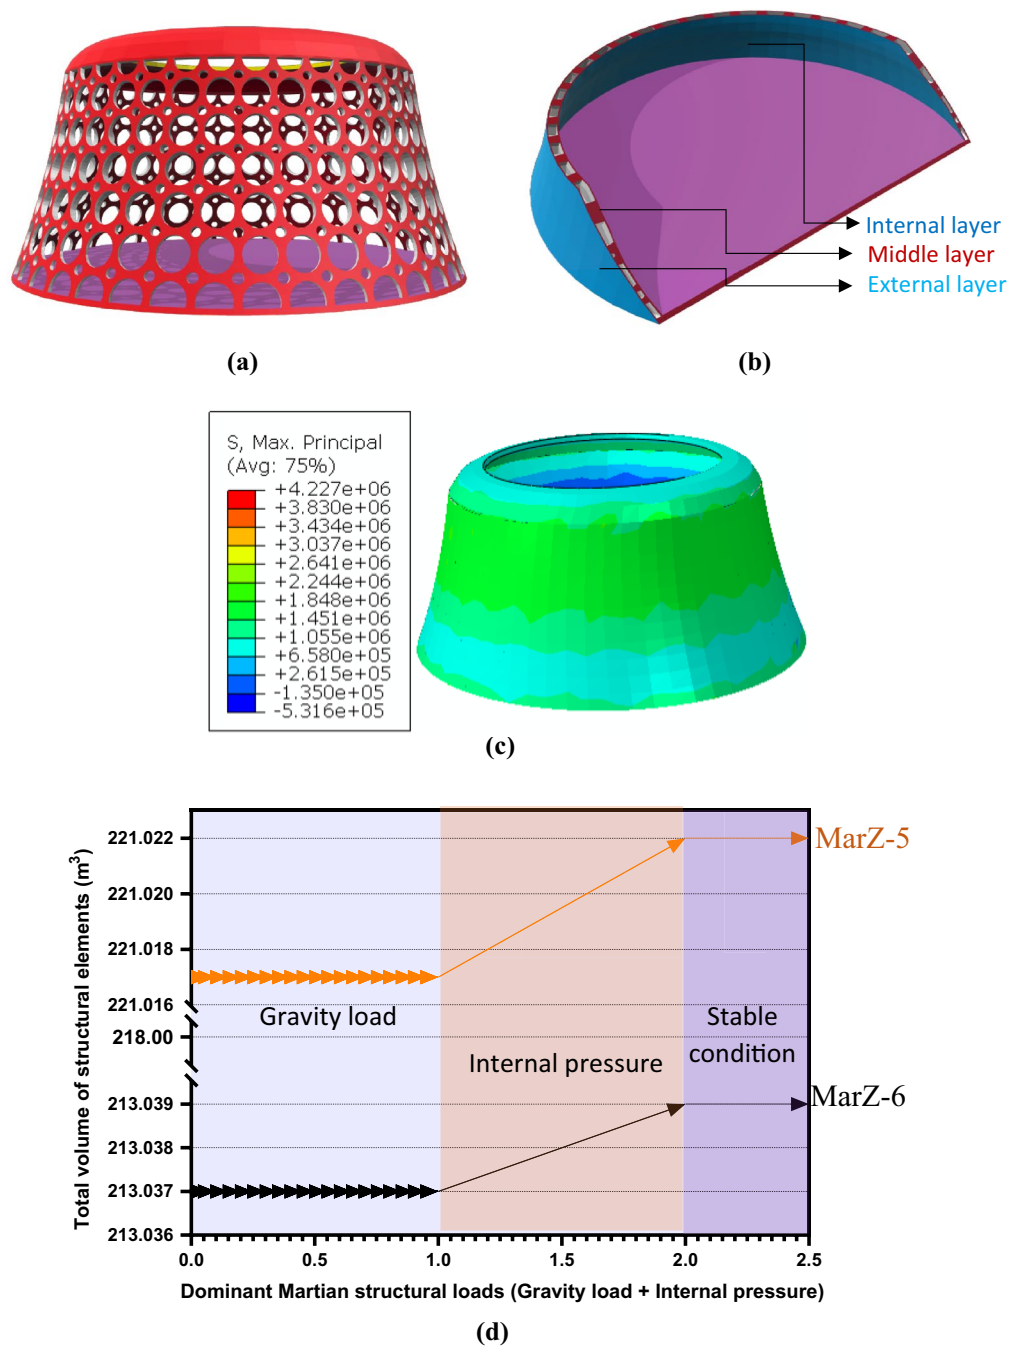 Internal layer
Middle layer
External layer
(a)
(b)
S, Max. Principal
(Avg: 75%)
+4.227e+06
+3.830e+06
+3.434e+06
+3.037e+06
+2.641e+06
+2.244e+06
+1.848e+06
+1.451e+06
+1.055e+06
+6.580e+05
+2.615e+05
-1.350e+05
-5.316e+05
(c)
Total volume of structural elements (m³)
221.022
221.020
221.018
221.016
218.00
213.039
213.038
213.037
213.036
MarZ-5
Gravity load
Internal pressure
Stable
condition
MarZ-6
0.0 0.5 1.0 1.5 2.0 2.5
Dominant Martian structural loads (Gravity load + Internal pressure)
(d)